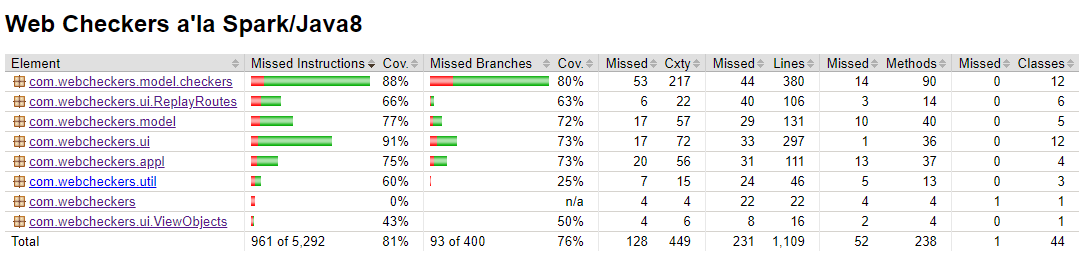 Web Checkers a'la Spark/Java8
Element Missed Instructions Cov. Missed Branches Cov. Missed Cxty Missed Lines Missed Methods Missed Classes
com.webcheckers.model.checkers 88% 80% 53 217 44 380 14 90 0 12
com.webcheckers.ui.ReplayRoutes 66% 63% 6 22 40 106 3 14 0 6
com.webcheckers.model 77% 72% 17 57 29 131 10 40 0 5
com.webcheckers.ui 91% 73% 17 72 33 297 1 36 0 12
com.webcheckers.appl 75% 73% 20 56 31 111 13 37 0 4
com.webcheckers.util 60% 25% 7 15 24 46 5 13 0 3
com.webcheckers 0% n/a 4 4 22 22 4 4 1 1
com.webcheckers.ui.ViewObjects 43% 50% 4 6 8 16 2 4 0 1
Total 961 of 5,292 81% 93 of 400 76% 128 449 231 1,109 52 238 1 44